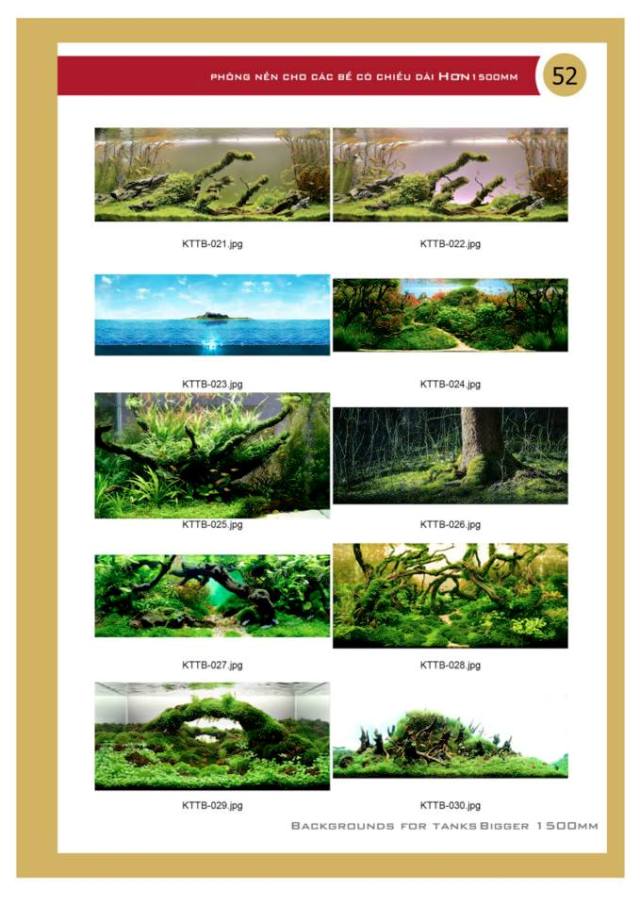 PHÔNG NỀN CHO CÁC BỂ CÓ CHIỀU DÀI HƠN 1500MM
52
KTTB-021.jpg
KTTB-022.jpg
KTTB-023.jpg
KTTB-024.jpg
KTTB-025.jpg
KTTB-026.jpg
KTTB-027.jpg
KTTB-028.jpg
KTTB-029.jpg
KTTB-030.jpg
BACKGROUNDS FOR TANKS BIGGER 1500MM